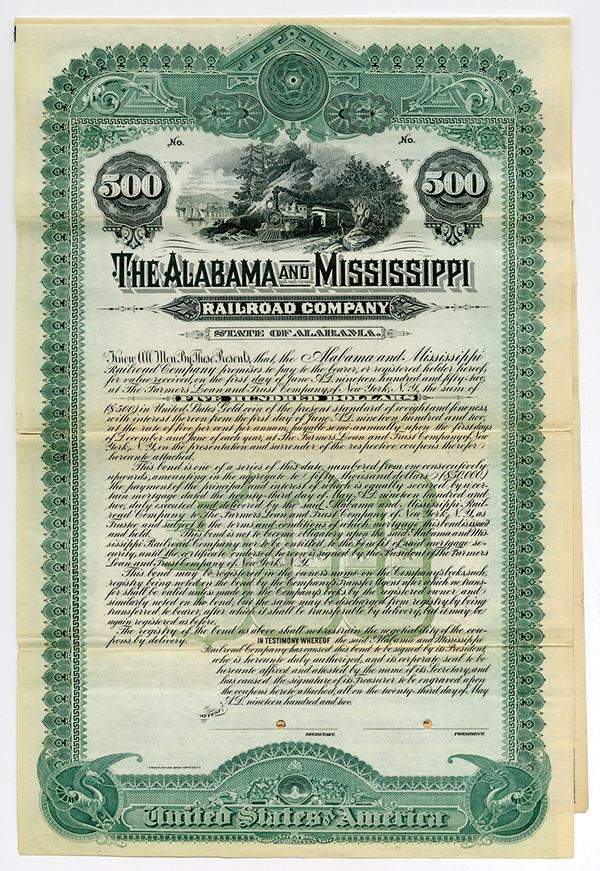 No.
No.
500
500
THE ALABAMA AND MISSISSIPPI
RAILROAD COMPANY
STATE OF ALABAMA.
Know All Men By These Presents, that, the Alabama and Mississippi
Railroad Company promises to pay to the bearer, or registered holder hereof,
for value received, on the first day of June A.D. nineteen hundred and fifty-two,
at The Farmers Loan and Trust Company of New York, N.Y., the sum of
FIVE HUNDRED DOLLARS
($500) in United States Gold coin of the present standard of weight and fineness,
with interest thereon from the first day of June, A.D. nineteen hundred and two,
at the rate of five per cent per annum, payable semi-annually upon the first days
of December and June of each year, at The Farmers Loan and Trust Company of New
York, N.Y., on the presentation and surrender of the respective coupons therefor
hereunto attached.
This bond is one of a series of this date, numbered from one consecutively
upwards, amounting in the aggregate to thousand dollars
The payment of the principal and interest of which is equally secured by a cer-
tain mortgage dated the twenty-third day of May A.D. nineteen hundred and
two, duly executed and delivered by the said Alabama and Mississippi Rail-
road Company to The Farmers Loan and Trust Company of New York, N.Y., as
Trustee and subject to the terms and conditions of which mortgage this bond is issued
and held. This bond is not to become obligatory upon the said Alabama and Mis-
sissippi Railroad Company nor to be entitled to the benefit of said mortgage se-
curity, until the certificate endorsed hereon is signed by the President of The Farmers
Loan and Trust Company of New York, N.Y.
This bond may be registered in the owner's name on the Company's books, such
registry being noted on the bond by the Company's Transfer Agent after which no trans-
fer shall be valid unless made on the Company's books by the registered owner, and
similarly noted on the bond, but the same may be discharged from registry by being
transferred to bearer, after which it shall be transferable by delivery, but it may be
again registered as before.
The registry of the bond as above shall not restrain the negotiability of the cou-
pons by delivery. IN TESTIMONY WHEREOF the said Alabama and Mississippi
Railroad Company has caused this bond to be signed by its President,
who is hereunto duly authorized, and its corporate seal to be
hereunto affixed and attested by the name of its Secretary, and
has caused the signature of its Treasurer to be engraved upon
the coupons hereto attached, all on the twenty-third day of May
A.D. nineteen hundred and two.
ATTEST
SECRETARY.
PRESIDENT.
United States of America